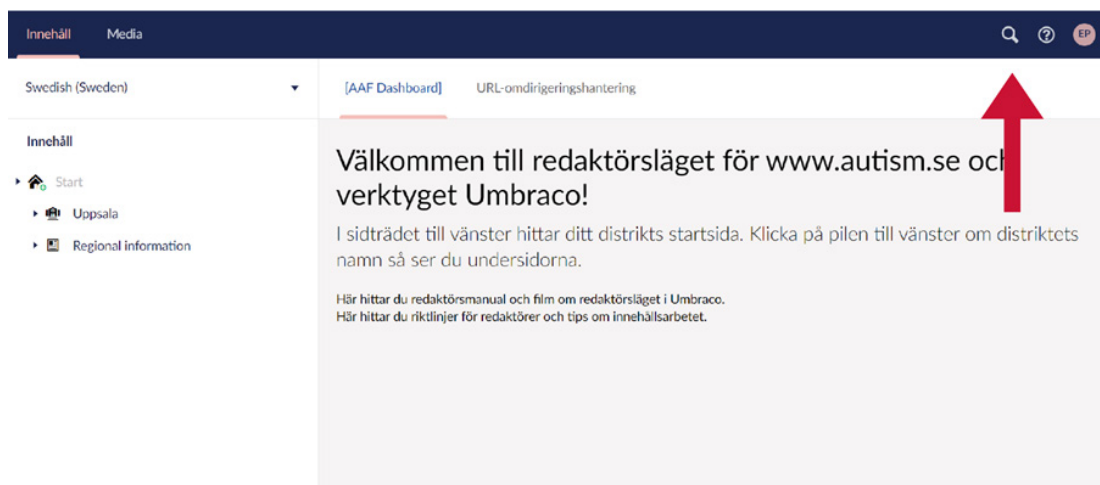 Innehåll Media
EP
Swedish (Sweden)
[AAF Dashboard] URL-omdirigeringshantering
Innehåll
Start
Uppsala
Regional information
Välkommen till redaktörsläget för www.autism.se och
verktyget Umbraco!
I sidträdet till vänster hittar ditt distrikts startsida. Klicka på pilen till vänster om distriktets
namn så ser du undersidorna.
Här hittar du redaktörsmanual och film om redaktörsläget i Umbraco.
Här hittar du riktlinjer för redaktörer och tips om innehållsarbetet.